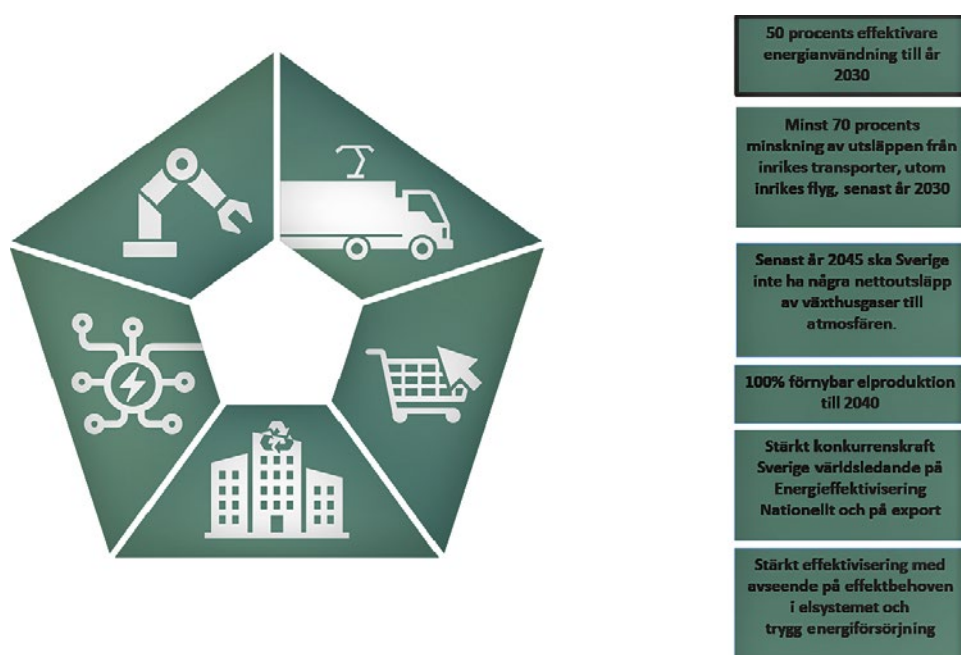 50 procents effektivare
energianvändning till år
2030
Minst 70 procents
minskning av utsläppen från
inrikes transporter, utom
inrikes flyg, senast år 2030
Senast år 2045 ska Sverige
inte ha några nettoutsläpp
av växthusgaser till
atmosfären.
100% förnybar elproduktion
till 2040
Stärkt konkurrenskraft
Sverige världsledande på
Energieffektivisering
Nationellt och på export
Stärkt effektivisering med
avseende på effektbehoven
i elsystemet och
trygg energiförsörjning